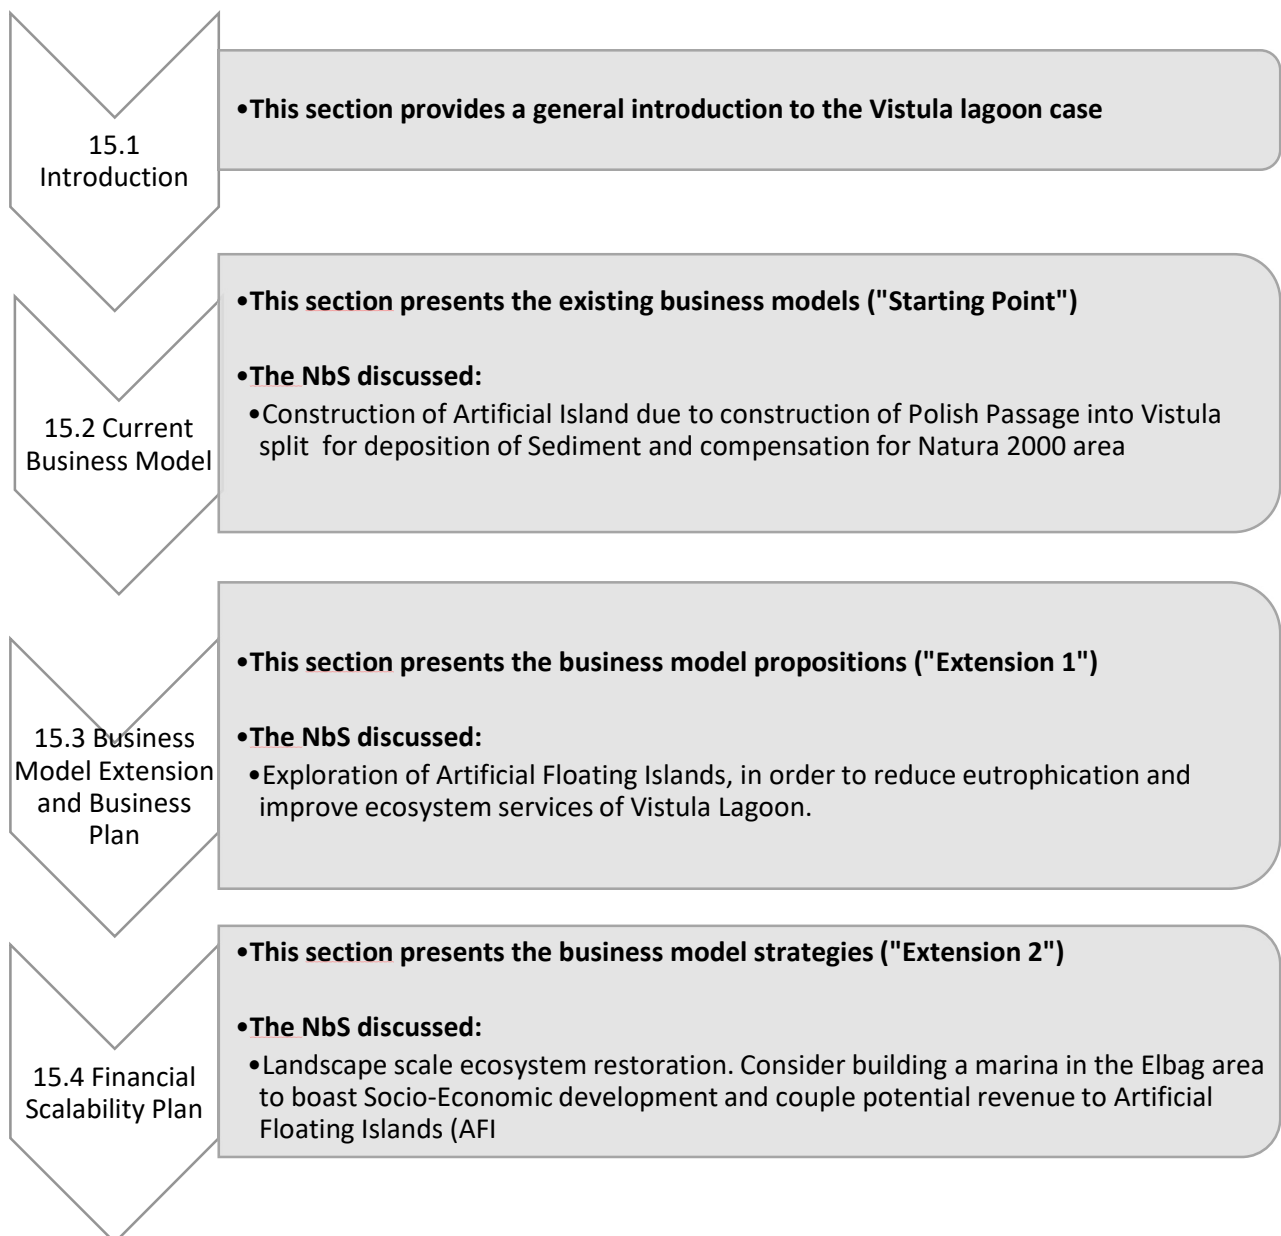 15.1
Introduction
•This section provides a general introduction to the Vistula lagoon case
15.2 Current
Business Model
•This section presents the existing business models ("Starting Point")
•The NbS discussed:
•Construction of Artificial Island due to construction of Polish Passage into Vistula
split for deposition of Sediment and compensation for Natura 2000 area
15.3 Business
Model Extension
and Business
Plan
•This section presents the business model propositions ("Extension 1")
•The NbS discussed:
•Exploration of Artificial Floating Islands, in order to reduce eutrophication and
improve ecosystem services of Vistula Lagoon.
15.4 Financial
Scalability Plan
•This section presents the business model strategies ("Extension 2")
•The NbS discussed:
•Landscape scale ecosystem restoration. Consider building a marina in the Elbag area
to boast Socio-Economic development and couple potential revenue to Artificial
Floating Islands (AFI